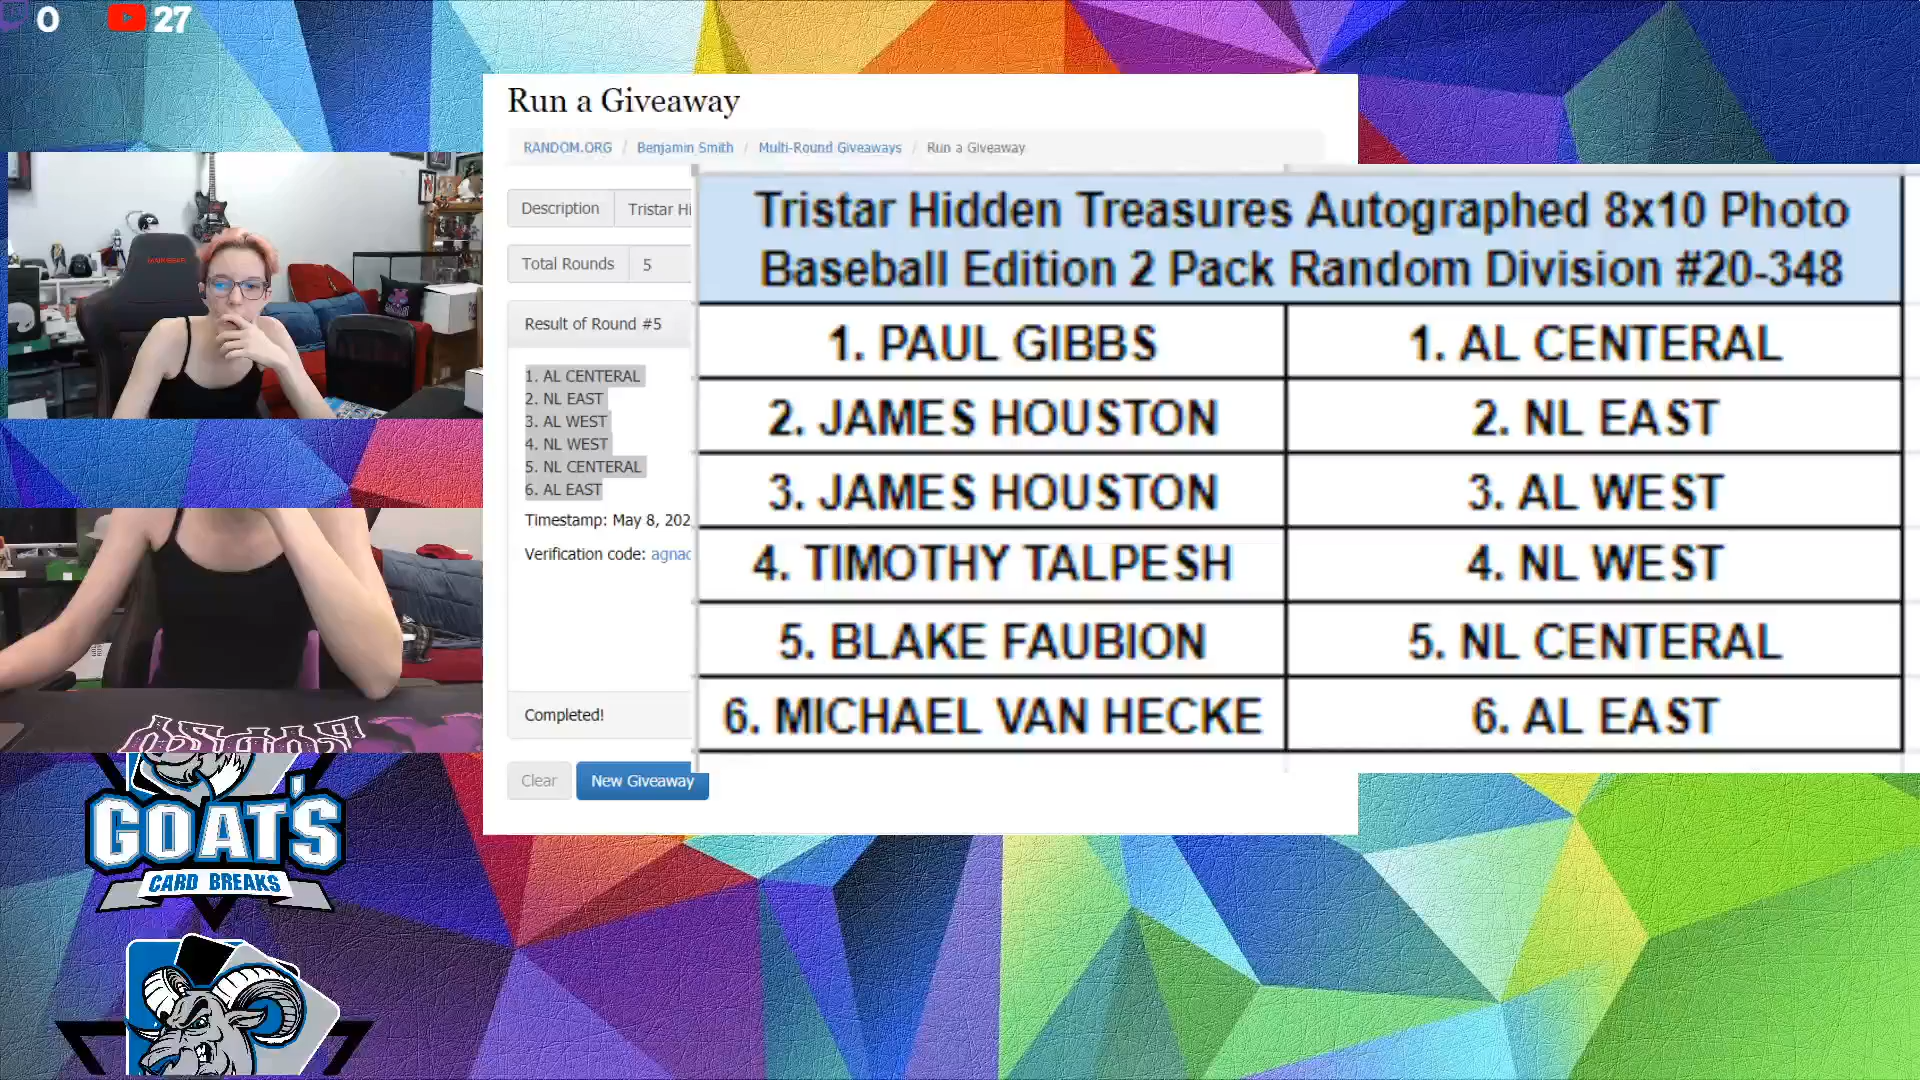 0
27
Run a Giveaway
RANDOM.ORG / Benjamin Smith / Multi-Round Giveaways / Run a Giveaway
Description
Tristar Hi
Total Rounds
5
Result of Round #5
1. AL CENTERAL
2. NL EAST
3. AL WEST
4. NL WEST
5. NL CENTERAL
6. AL EAST
Timestamp: May 8, 202
Verification code: agnac
Completed!
Clear
New Giveaway
Tristar Hidden Treasures Autographed 8x10 Photo
Baseball Edition 2 Pack Random Division #20-348
1. PAUL GIBBS
1. AL CENTERAL
2. JAMES HOUSTON
2. NL EAST
3. JAMES HOUSTON
3. AL WEST
4. TIMOTHY TALPESH
4. NL WEST
5. BLAKE FAUBION
5. NL CENTERAL
6. MICHAEL VAN HECKE
6. AL EAST
GOAT'S
CARD BREAKS